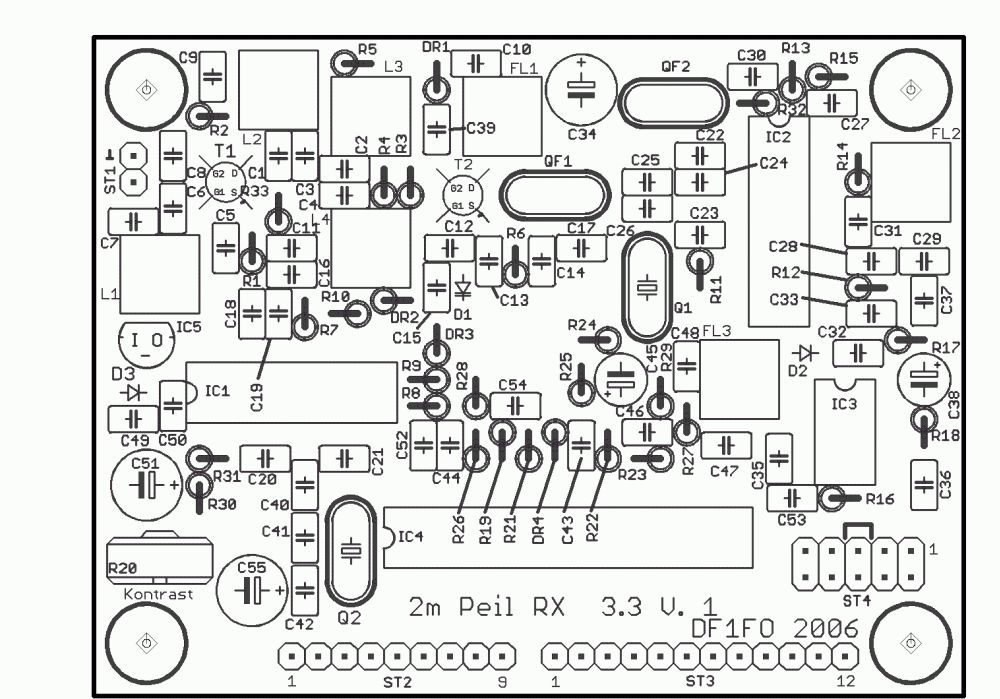 C9
R5
L3
DR1
C10
FL1
C34
QF2
C30
R13
R15
R32
C27
IC2
FL2
R2
L2
C39
C2
R4
R3
C22
C24
R14
ST1
T1
C8
C6
G2 D
G1 S
R33
C1
C3
C4
T2
G2 D
G1 S
QF1
C25
C7
C5
C11
L4
C12
R6
C17
C26
C23
C28
C31
C29
L1
R1
C16
C13
C14
R11
R12
C33
C37
C18
R7
R10
DR2
C15
D1
Q1
IC5
I O
DR3
R24
C45
R29
C48
FL3
D2
C32
R17
D3
IC1
C19
R9
R8
R28
C54
R25
C46
IC3
C38
R18
C49
C50
C52
C44
R23
R27
C47
C35
C51
+
R31
R30
C20
C21
C40
C41
R26
R19
R21
DR4
C43
R22
C53
R16
C36
IC4
R20
Kontrast
C55
+
C42
Q2
1
ST4
2m Peil RX 3.3 V. 1
DF1FO 2006
1
ST2
9
1
ST3
12